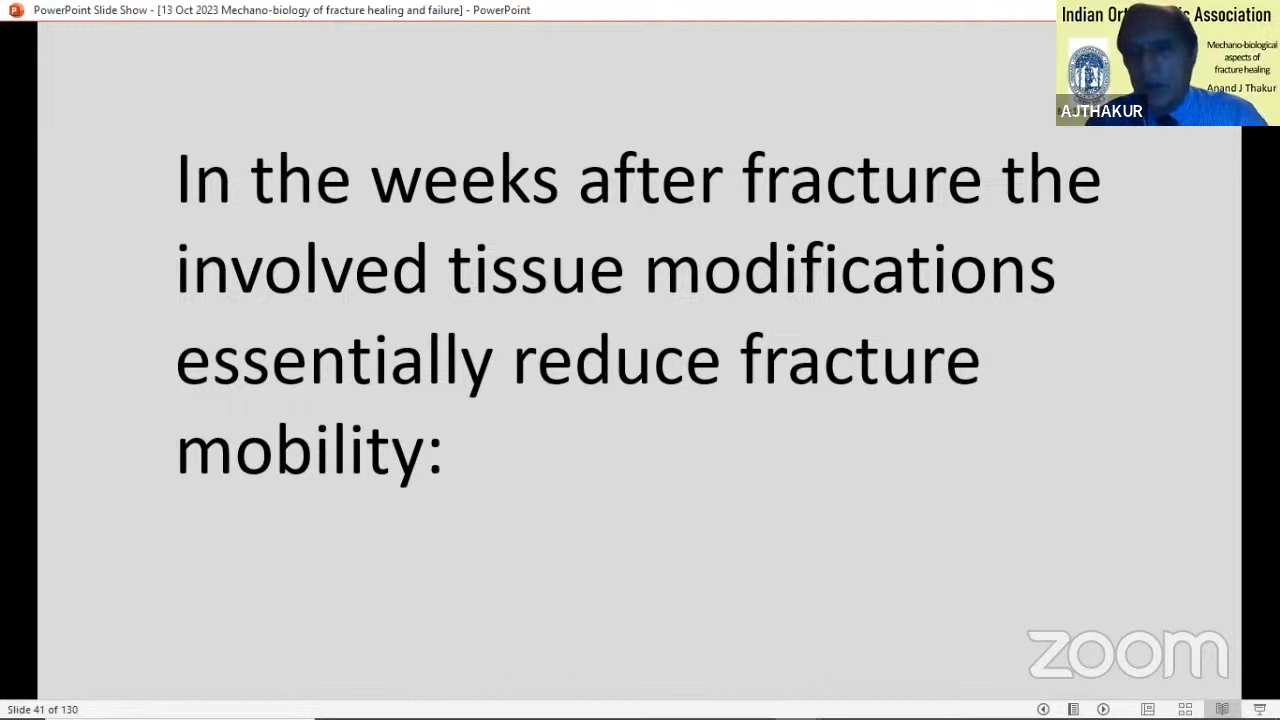 PowerPoint Slide Show - [13 Oct 2023 Mechano-biology of fracture healing and failure] - PowerPoint
Indian Association
Mechano-biological
aspects of
fracture healing
Anand J Thakur
AJTHAKUR
In the weeks after fracture the
involved tissue modifications
essentially reduce fracture
mobility:
zoom
Slide 41 of 130